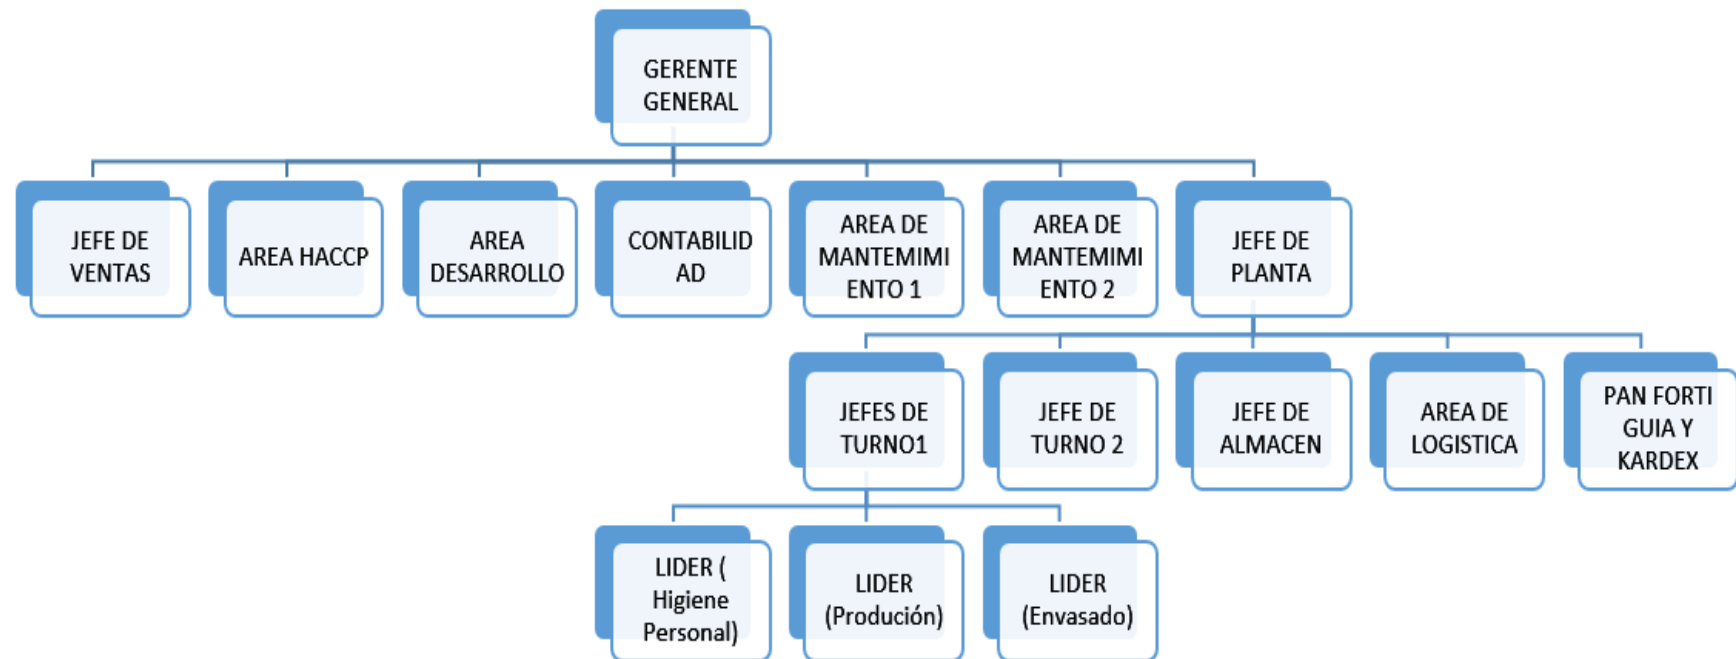 GERENTE
GENERAL
JEFE DE
VENTAS
AREA HACCP
AREA
DESARROLLO
CONTABILID
AD
AREA DE
MANTEMIMI
ENTO 1
AREA DE
MANTEMIMI
ENTO 2
JEFE DE
PLANTA
JEFES DE
TURNO1
JEFE DE
TURNO 2
JEFE DE
ALMACEN
AREA DE
LOGISTICA
PAN FORTI
GUIA Y
KARDEX
LIDER (
Higiene
Personal)
LIDER
(Produción)
LIDER
(Envasado)